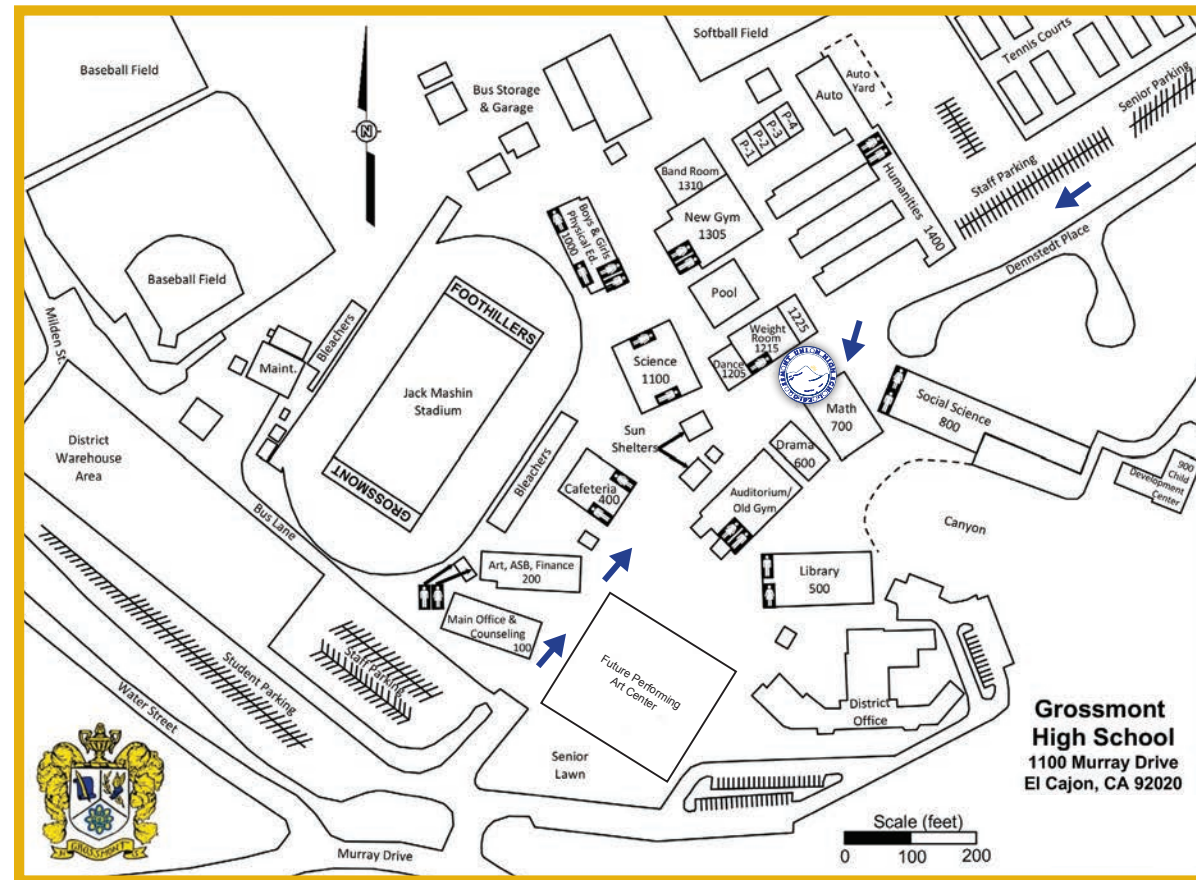 Baseball Field
Softball Field
Tennis Courts
Senior Parking
Auto
Yard
Auto
Bus Storage
& Garage
N
P-1
P-2
P-3
P-4
Staff Parking
Humanities
1400
Band Room
1310
New Gym
1305
Boys & Girls
Physical Ed.
1000
Dennstedt Place
Baseball Field
Pool
FOOTHILLERS
Milden St.
Bleachers
1225
Weight
Room
1215
Dance
1205
Science
1100
Maint.
Jack Mashin
Stadium
Math
700
Social Science
800
Sun
Shelters
Drama
600
District
Warehouse
Area
GROSSMONT
Bleachers
Cafeteria
400
Auditorium/
Old Gym
900
Child
Development
Center
Canyon
Bus Lane
Art, ASB, Finance
200
Library
500
Main Office &
Counseling
100
Student Parking
Staff Parking
Future Performing
Art Center
Water Street
District
Office
Senior
Lawn
Grossmont
High School
1100 Murray Drive
El Cajon, CA 92020
GROSSMONT
Murray Drive
Scale (feet)
0 100 200